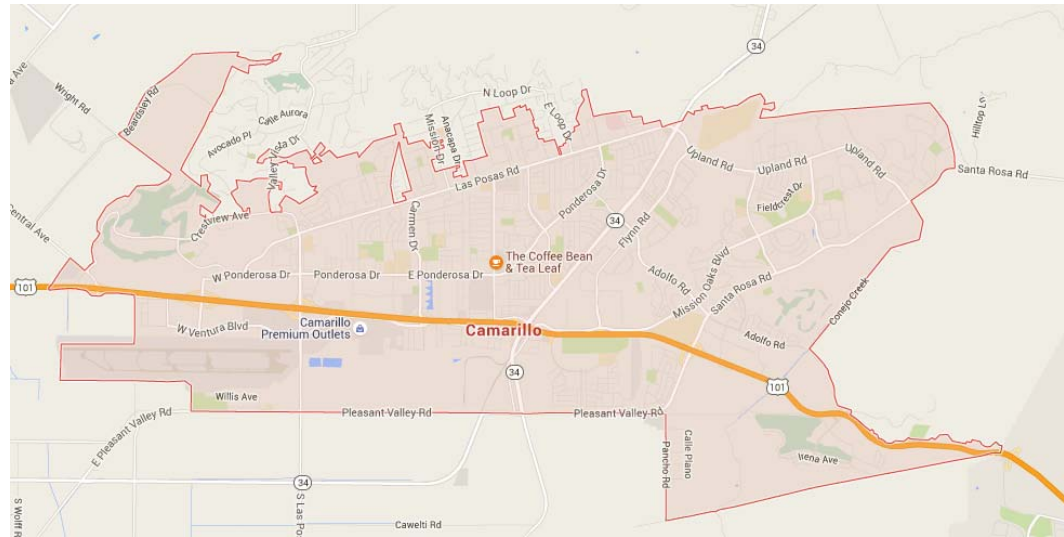 34
N Loop Dr
E Loop Dr
Wright Rd
Beardsley Rd
Calle Aurora
Avocado Pl
Valley Vista Dr
Mission Dr
Anacapa Dr
Hilltop Ln
Las Posas Rd
Upland Rd
Upland Rd
Upland Rd
Santa Rosa Rd
Ponderosa Dr
Fieldcrest Dr
Central Ave
Crestview Ave
Carmen Dr
34
Flynn Rd
The Coffee Bean
& Tea Leaf
W Ponderosa Dr
Ponderosa Dr
E Ponderosa Dr
Adolfo Rd
Mission Oaks Blvd
Santa Rosa Rd
101
Conejo Creek
W Ventura Blvd
Camarillo
Premium Outlets
Camarillo
Adolfo Rd
34
101
Willis Ave
Pleasant Valley Rd
Pleasant Valley Rd
E Pleasant Valley Rd
Pancho Rd
Calle Plano
34
S Las Pos
S Wolff R
Cawelti Rd